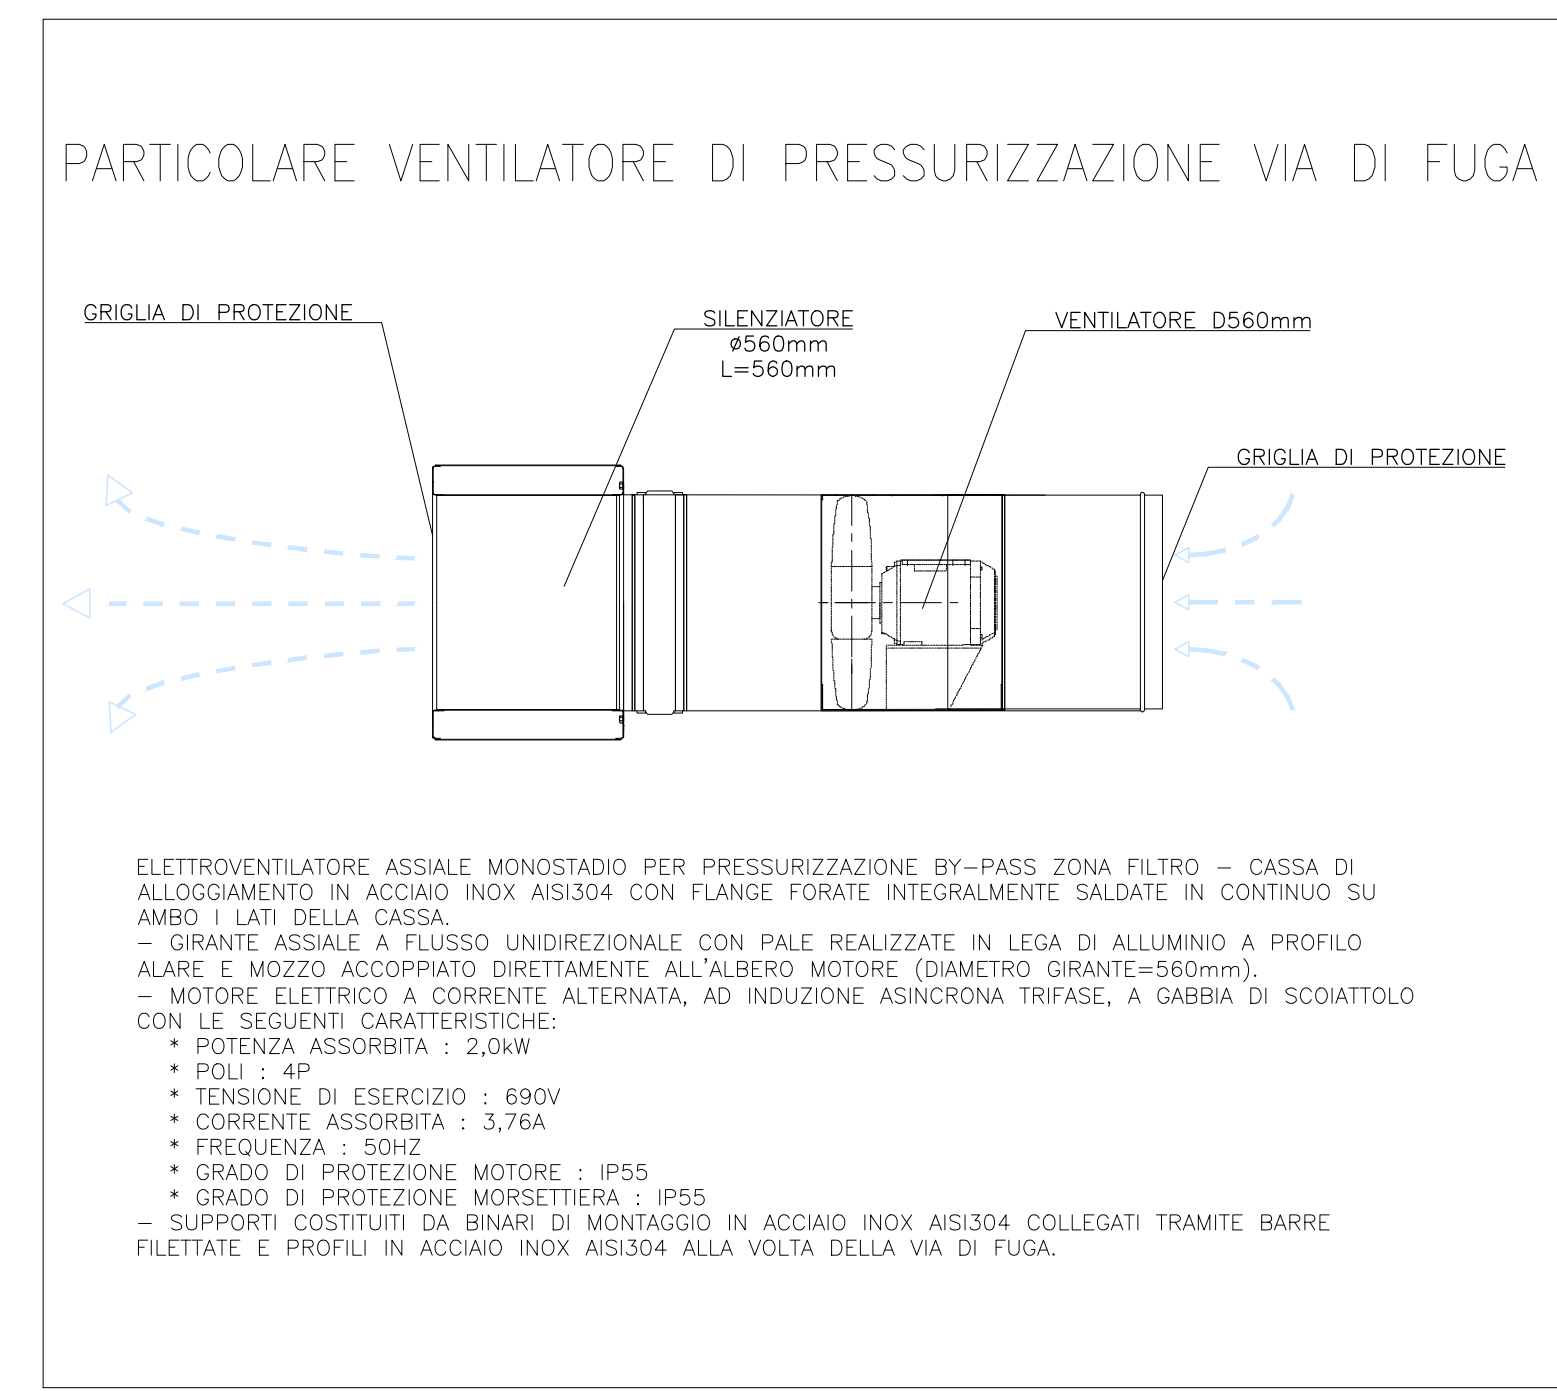 PARTICOLARE VENTILATORE DI PRESSURIZZAZIONE VIA DI FUGA
GRIGLIA DI PROTEZIONE
SILENZIATORE
ø560mm
L=560mm
VENTILATORE D560mm
GRIGLIA DI PROTEZIONE
ELETTROVENTILATORE ASSIALE MONOSTADIO PER PRESSURIZZAZIONE BY-PASS ZONA FILTRO – CASSA DI
ALLOGGIAMENTO IN ACCIAIO INOX AISI304 CON FLANGE FORATE INTEGRALMENTE SALDATE IN CONTINUO SU
AMBO I LATI DELLA CASSA.
– GIRANTE ASSIALE A FLUSSO UNIDIREZIONALE CON PALE REALIZZATE IN LEGA DI ALLUMINIO A PROFILO
ALARE E MOZZO ACCOPPIATO DIRETTAMENTE ALL'ALBERO MOTORE (DIAMETRO GIRANTE=560mm).
– MOTORE ELETTRICO A CORRENTE ALTERNATA, AD INDUZIONE ASINCRONA TRIFASE, A GABBIA DI SCOIATTOLO
CON LE SEGUENTI CARATTERISTICHE:
* POTENZA ASSORBITA : 2,0kW
* POLI : 4P
* TENSIONE DI ESERCIZIO : 690V
* CORRENTE ASSORBITA : 3,76A
* FREQUENZA : 50HZ
* GRADO DI PROTEZIONE MOTORE : IP55
* GRADO DI PROTEZIONE MORSETTIERA : IP55
– SUPPORTI COSTITUITI DA BINARI DI MONTAGGIO IN ACCIAIO INOX AISI304 COLLEGATI TRAMITE BARRE
FILETTATE E PROFILI IN ACCIAIO INOX AISI304 ALLA VOLTA DELLA VIA DI FUGA.